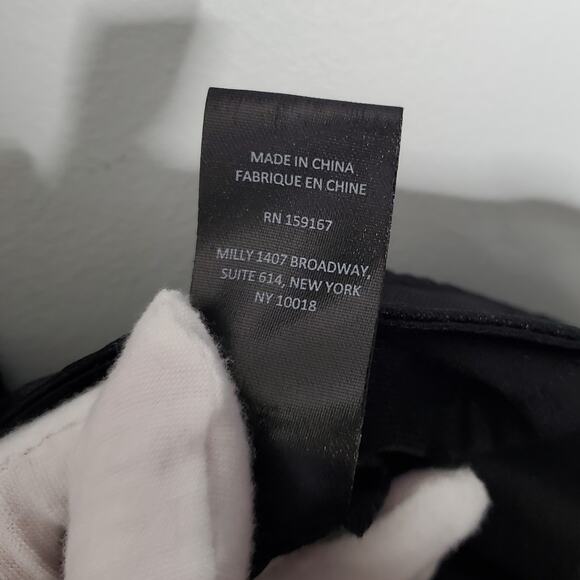 MADE IN CHINA
FABRIQUE EN CHINE
RN 159167
MILLY 1407 BROADWAY,
SUITE 614, NEW YORK
NY 10018